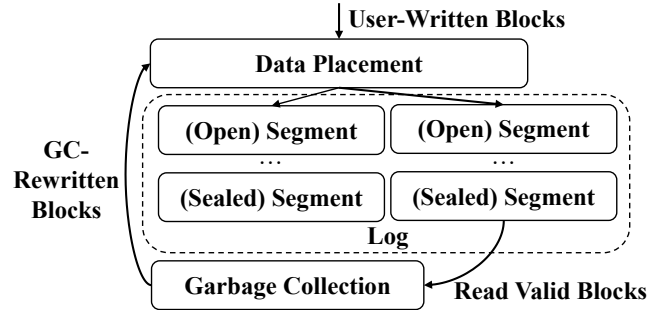 User-Written Blocks
Data Placement
(Open) Segment
(Open) Segment
...
...
GC-
Rewritten
Blocks
(Sealed) Segment
(Sealed) Segment
Log
Garbage Collection
Read Valid Blocks